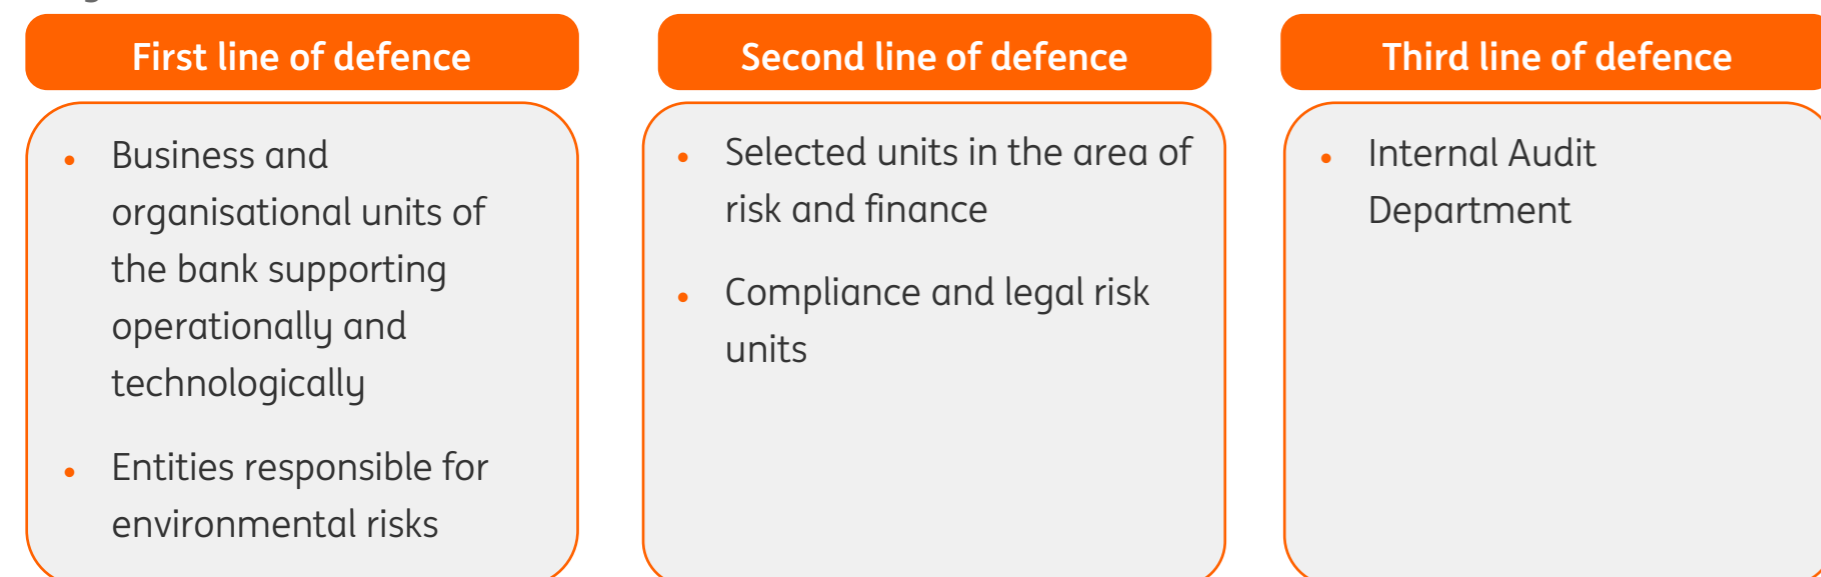 First line of defence
Business and
organisational units of
the bank supporting
operationally and
technologically
Entities responsible for
environmental risks
Second line of defence
Selected units in the area of
risk and finance
Compliance and legal risk
units
Third line of defence
Internal Audit
Department